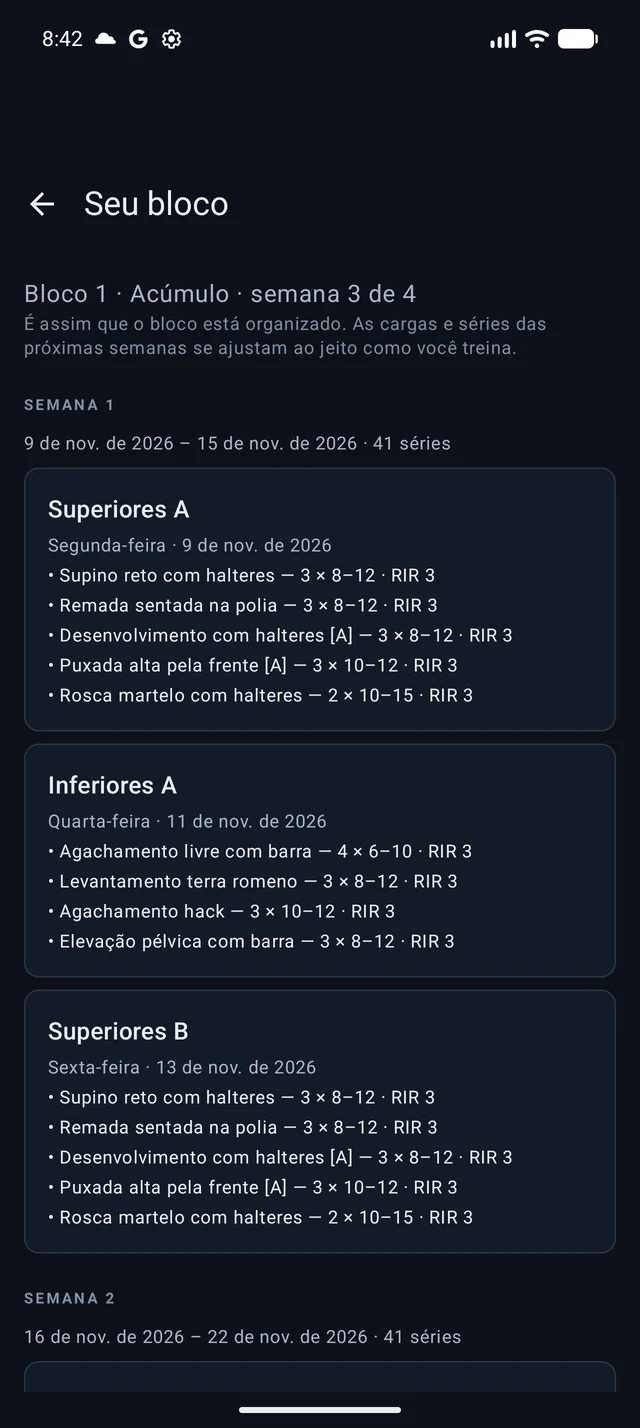 8:42
Seu bloco
Bloco 1 · Acúmulo · semana 3 de 4
É assim que o bloco está organizado. As cargas e séries das
próximas semanas se ajustam ao jeito como você treina.
SEMANA 1
9 de nov. de 2026 – 15 de nov. de 2026 · 41 séries
Superiores A
Segunda-feira · 9 de nov. de 2026
• Supino reto com halteres — 3 × 8–12 · RIR 3
• Remada sentada na polia — 3 × 8–12 · RIR 3
• Desenvolvimento com halteres [A] — 3 × 8–12 · RIR 3
• Puxada alta pela frente [A] — 3 × 10–12 · RIR 3
• Rosca martelo com halteres — 2 × 10–15 · RIR 3
Inferiores A
Quarta-feira · 11 de nov. de 2026
• Agachamento livre com barra — 4 × 6–10 · RIR 3
• Levantamento terra romeno — 3 × 8–12 · RIR 3
• Agachamento hack — 3 × 10–12 · RIR 3
• Elevação pélvica com barra — 3 × 8–12 · RIR 3
Superiores B
Sexta-feira · 13 de nov. de 2026
• Supino reto com halteres — 3 × 8–12 · RIR 3
• Remada sentada na polia — 3 × 8–12 · RIR 3
• Desenvolvimento com halteres [A] — 3 × 8–12 · RIR 3
• Puxada alta pela frente [A] — 3 × 10–12 · RIR 3
• Rosca martelo com halteres — 2 × 10–15 · RIR 3
SEMANA 2
16 de nov. de 2026 – 22 de nov. de 2026 · 41 séries